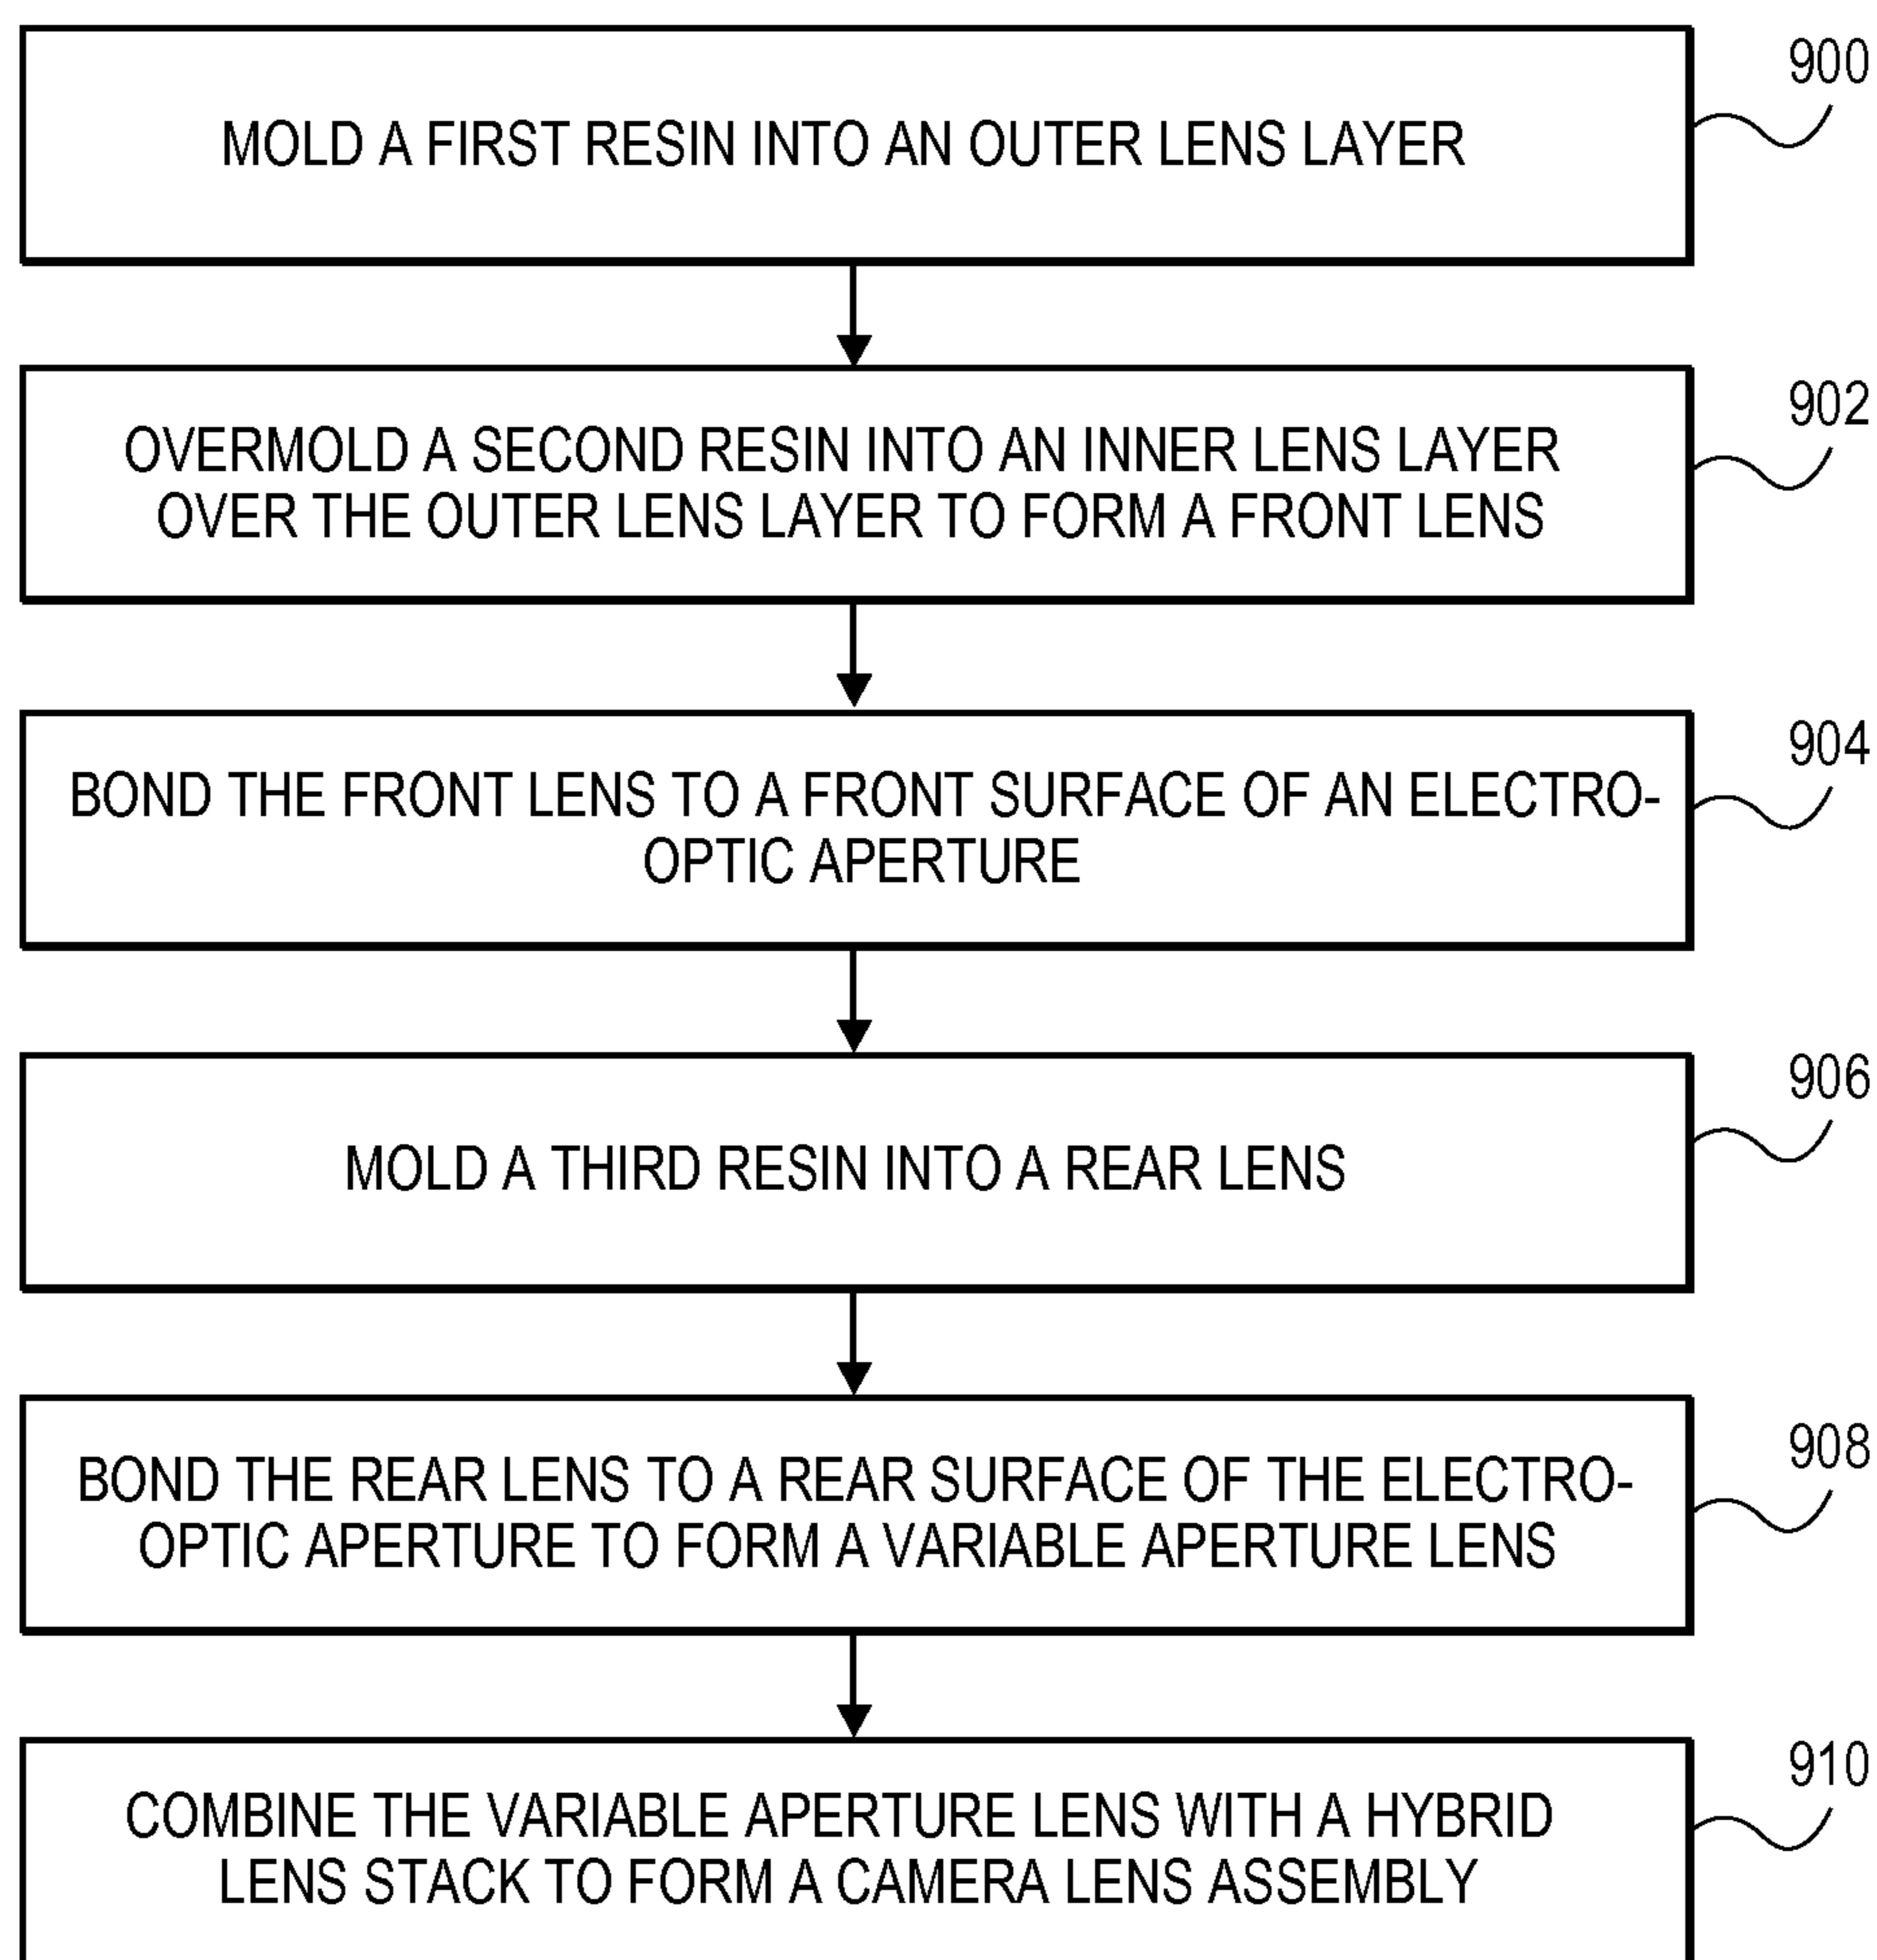 900
MOLD A FIRST RESIN INTO AN OUTER LENS LAYER
902
OVERMOLD A SECOND RESIN INTO AN INNER LENS LAYER
OVER THE OUTER LENS LAYER TO FORM A FRONT LENS
904
BOND THE FRONT LENS TO A FRONT SURFACE OF AN ELECTRO-
OPTIC APERTURE
906
MOLD A THIRD RESIN INTO A REAR LENS
908
BOND THE REAR LENS TO A REAR SURFACE OF THE ELECTRO-
OPTIC APERTURE TO FORM A VARIABLE APERTURE LENS
910
COMBINE THE VARIABLE APERTURE LENS WITH A HYBRID
LENS STACK TO FORM A CAMERA LENS ASSEMBLY